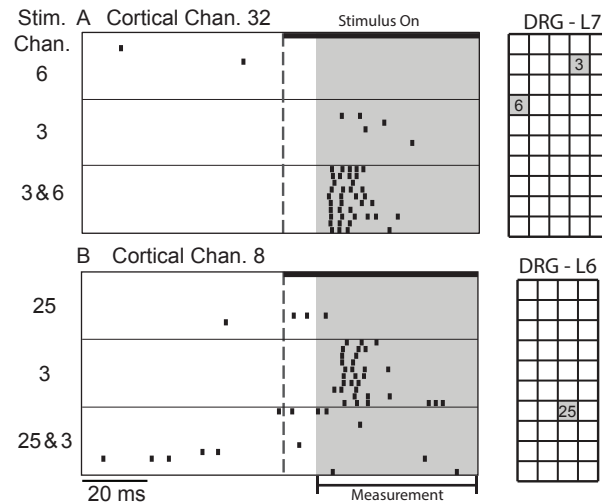 Stim. A Cortical Chan. 32
Chan.
Stimulus On
DRG - L7
6
3
3 & 6
3
6
B Cortical Chan. 8
DRG - L6
25
3
25 & 3
25
20 ms
Measurement